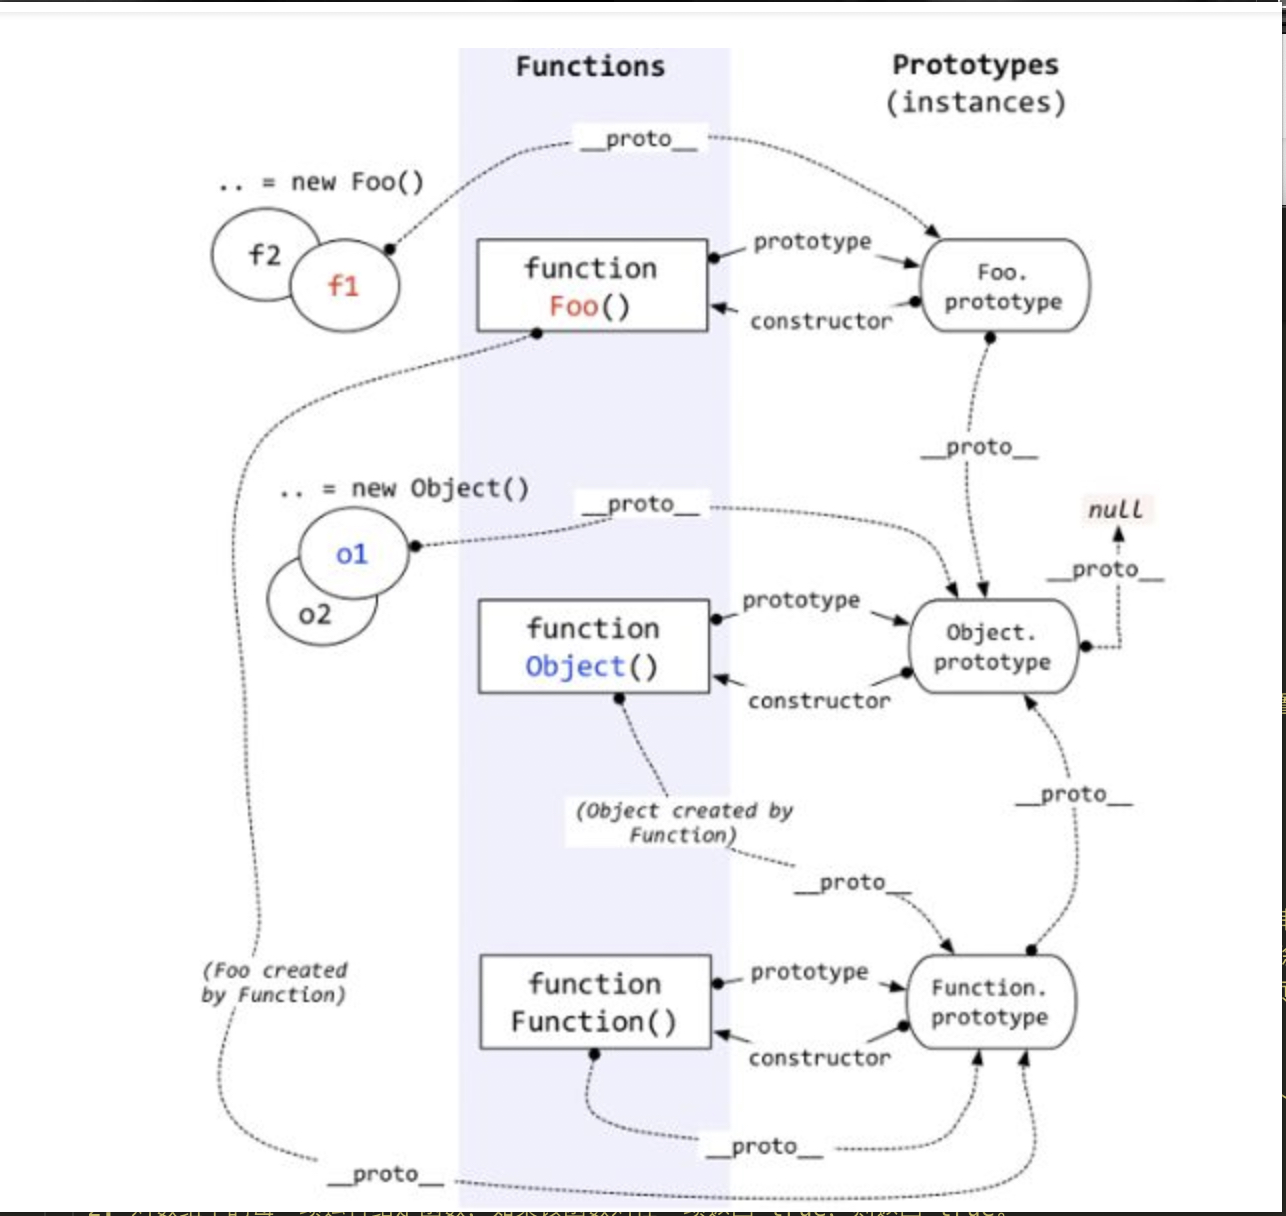 Functions
Prototypes
(instances)
__proto__
.. = new Foo()
f2
f1
function
Foo()
prototype
constructor
Foo.
prototype
__proto__
.. = new Object()
__proto__
null
__proto__
o1
o2
function
Object()
prototype
constructor
Object.
prototype
__proto__
(Object created by
Function)
__proto__
(Foo created
by Function)
function
Function()
prototype
constructor
Function.
prototype
__proto__
__proto__